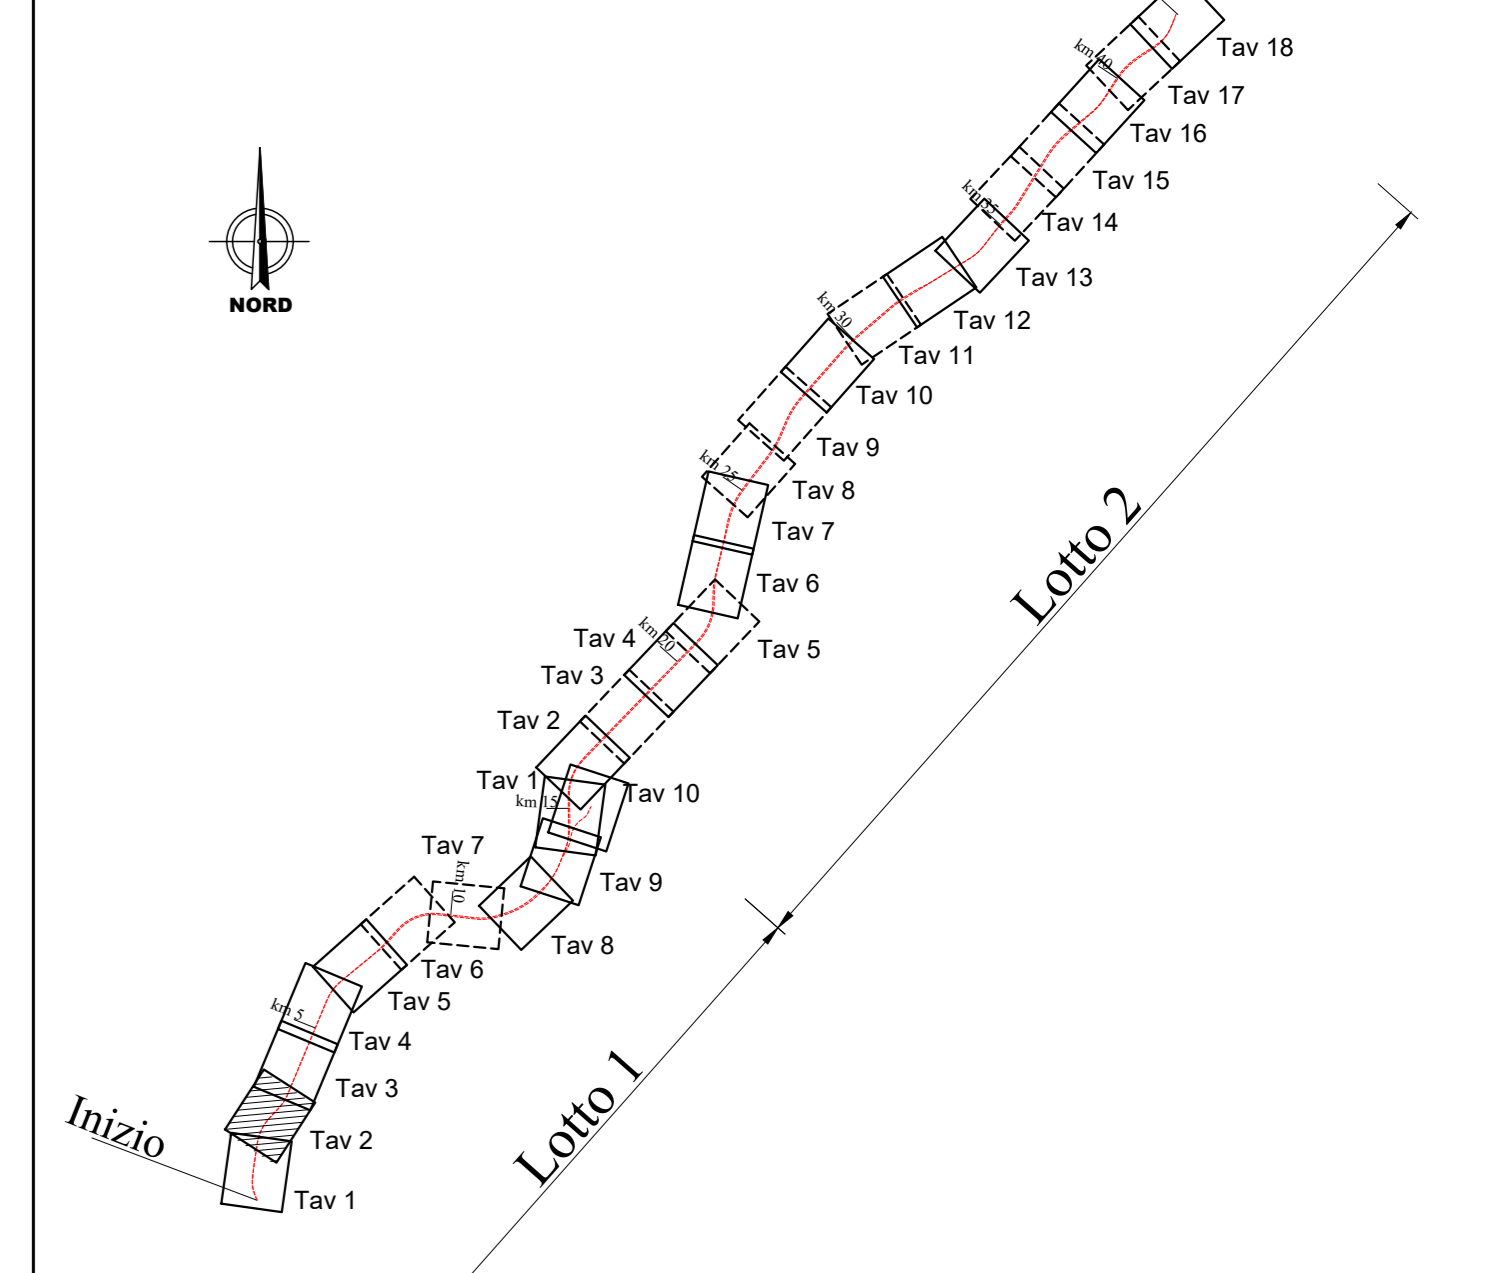 Tav 18
km 40
Tav 17
Tav 16
Tav 15
km 35
Tav 14
Tav 13
NORD
km 30
Tav 12
Tav 11
Tav 10
Tav 9
km 25
Tav 8
Tav 7
Lotto 2
Tav 6
Tav 4
km 20
Tav 5
Tav 3
Tav 2
Tav 1
Tav 10
km 15
Tav 7
km 10
Tav 9
Tav 8
Tav 6
Tav 5
km 5
Tav 4
Tav 3
Lotto 1
Inizio
Tav 2
Tav 1